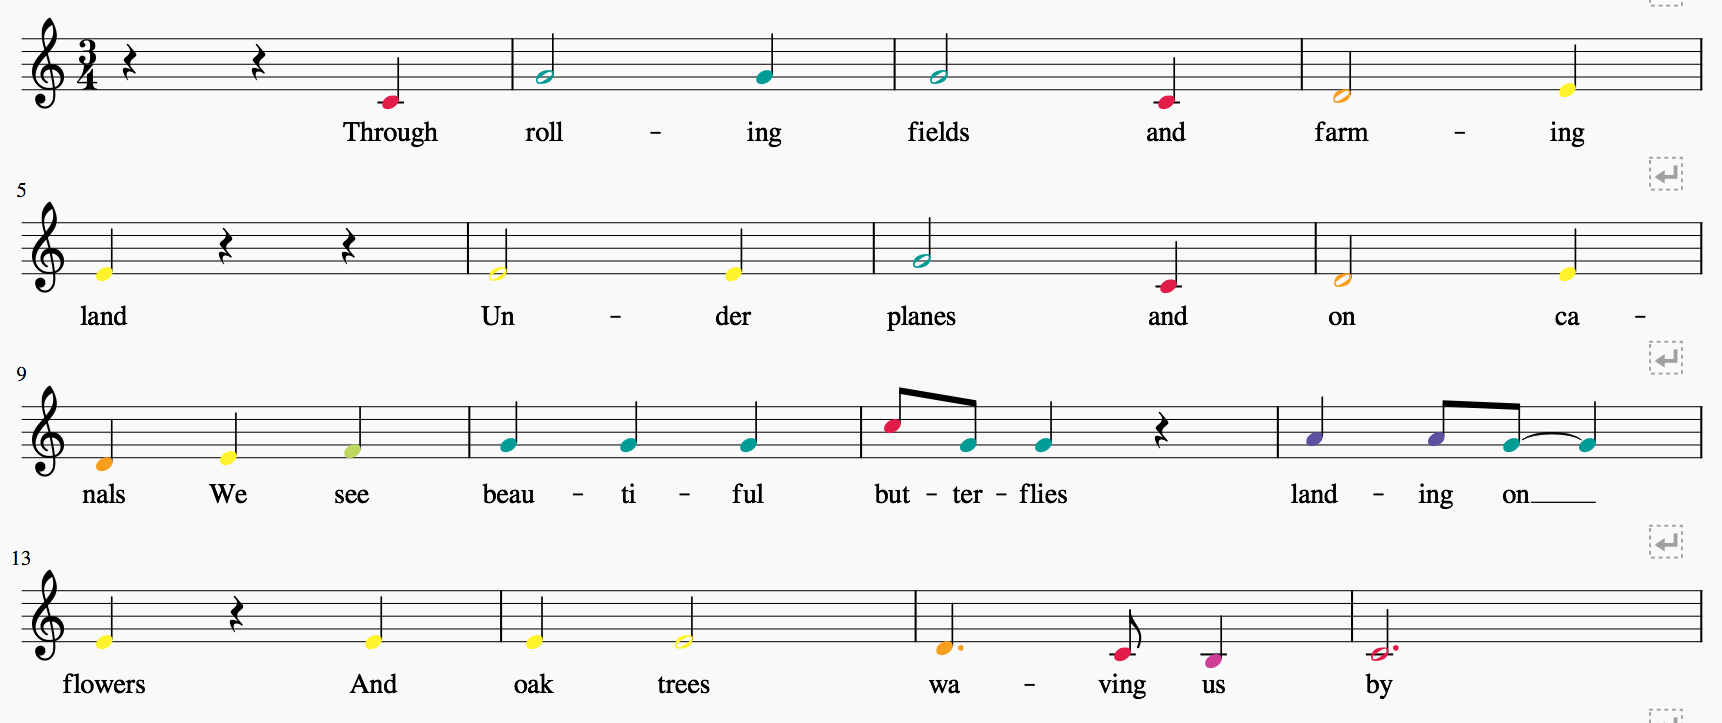 3
4
Through roll - ing fields and farm - ing
5
land Un - der planes and on ca -
9
nals We see beau - ti - ful but - ter - flies land - ing on
13
flowers And oak trees wa - ving us by